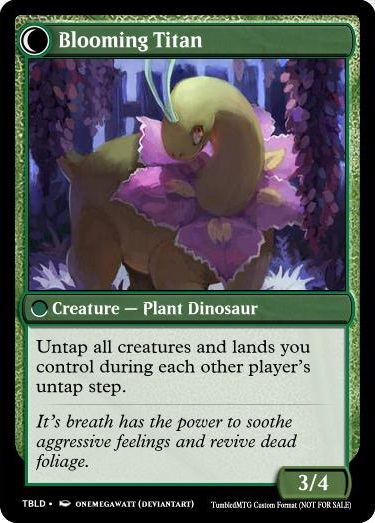 Blooming Titan
Creature — Plant Dinosaur
Untap all creatures and lands you
control during each other player's
untap step.
It's breath has the power to soothe
aggressive feelings and revive dead
foliage.
3/4
TBLD • ONEMEGAWATT (DEVIANTART)
TumbledMTG Custom Format (NOT FOR SALE)